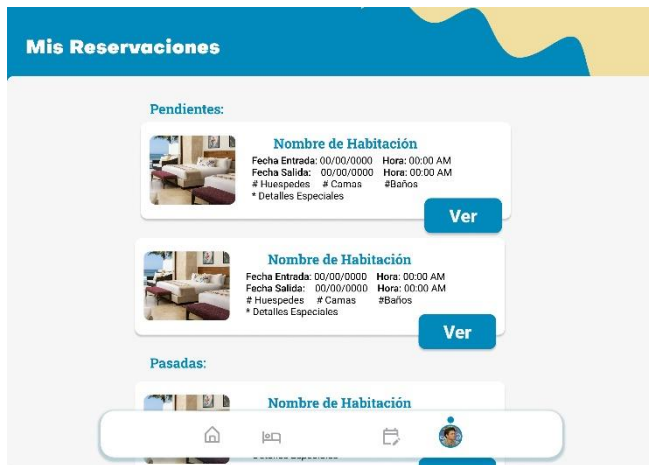 Mis Reservaciones
Pendientes:
Nombre de Habitación
Fecha Entrada: 00/00/0000 Hora: 00:00 AM
Fecha Salida: 00/00/0000 Hora: 00:00 AM
# Huespedes # Camas #Baños
* Detalles Especiales
Ver
Nombre de Habitación
Fecha Entrada: 00/00/0000 Hora: 00:00 AM
Fecha Salida: 00/00/0000 Hora: 00:00 AM
# Huespedes # Camas #Baños
* Detalles Especiales
Ver
Pasadas:
Nombre de Habitación